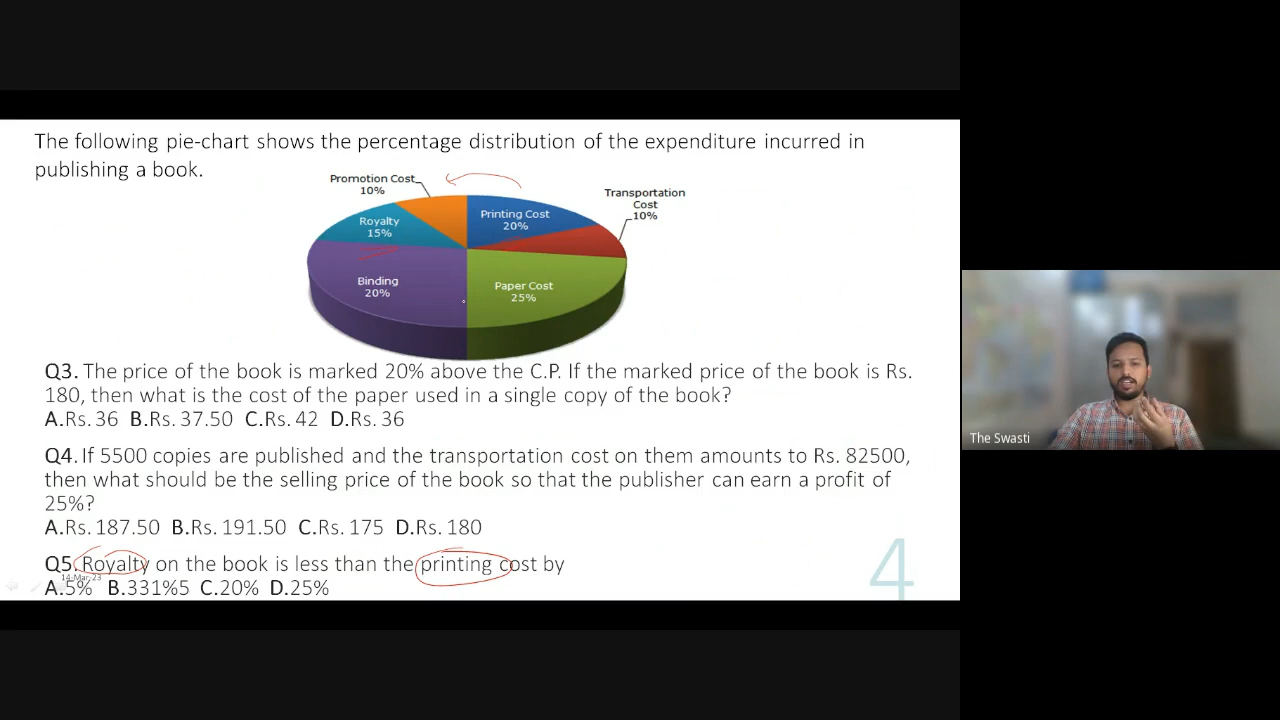 The following pie-chart shows the percentage distribution of the expenditure incurred in
publishing a book.
Promotion Cost
10%
Transportation
Cost
10%
Printing Cost
20%
Royalty
15%
Binding
20%
Paper Cost
25%
Q3. The price of the book is marked 20% above the C.P. If the marked price of the book is Rs.
180, then what is the cost of the paper used in a single copy of the book?
A.Rs. 36 B.Rs. 37.50 C.Rs. 42 D.Rs. 36
Q4. If 5500 copies are published and the transportation cost on them amounts to Rs. 82500,
then what should be the selling price of the book so that the publisher can earn a profit of
25%?
A.Rs. 187.50 B.Rs. 191.50 C.Rs. 175 D.Rs. 180
Q5. Royalty on the book is less than the printing cost by
14-Mar-23
A.5% B.331%5 C.20% D.25%
4
The Swasti